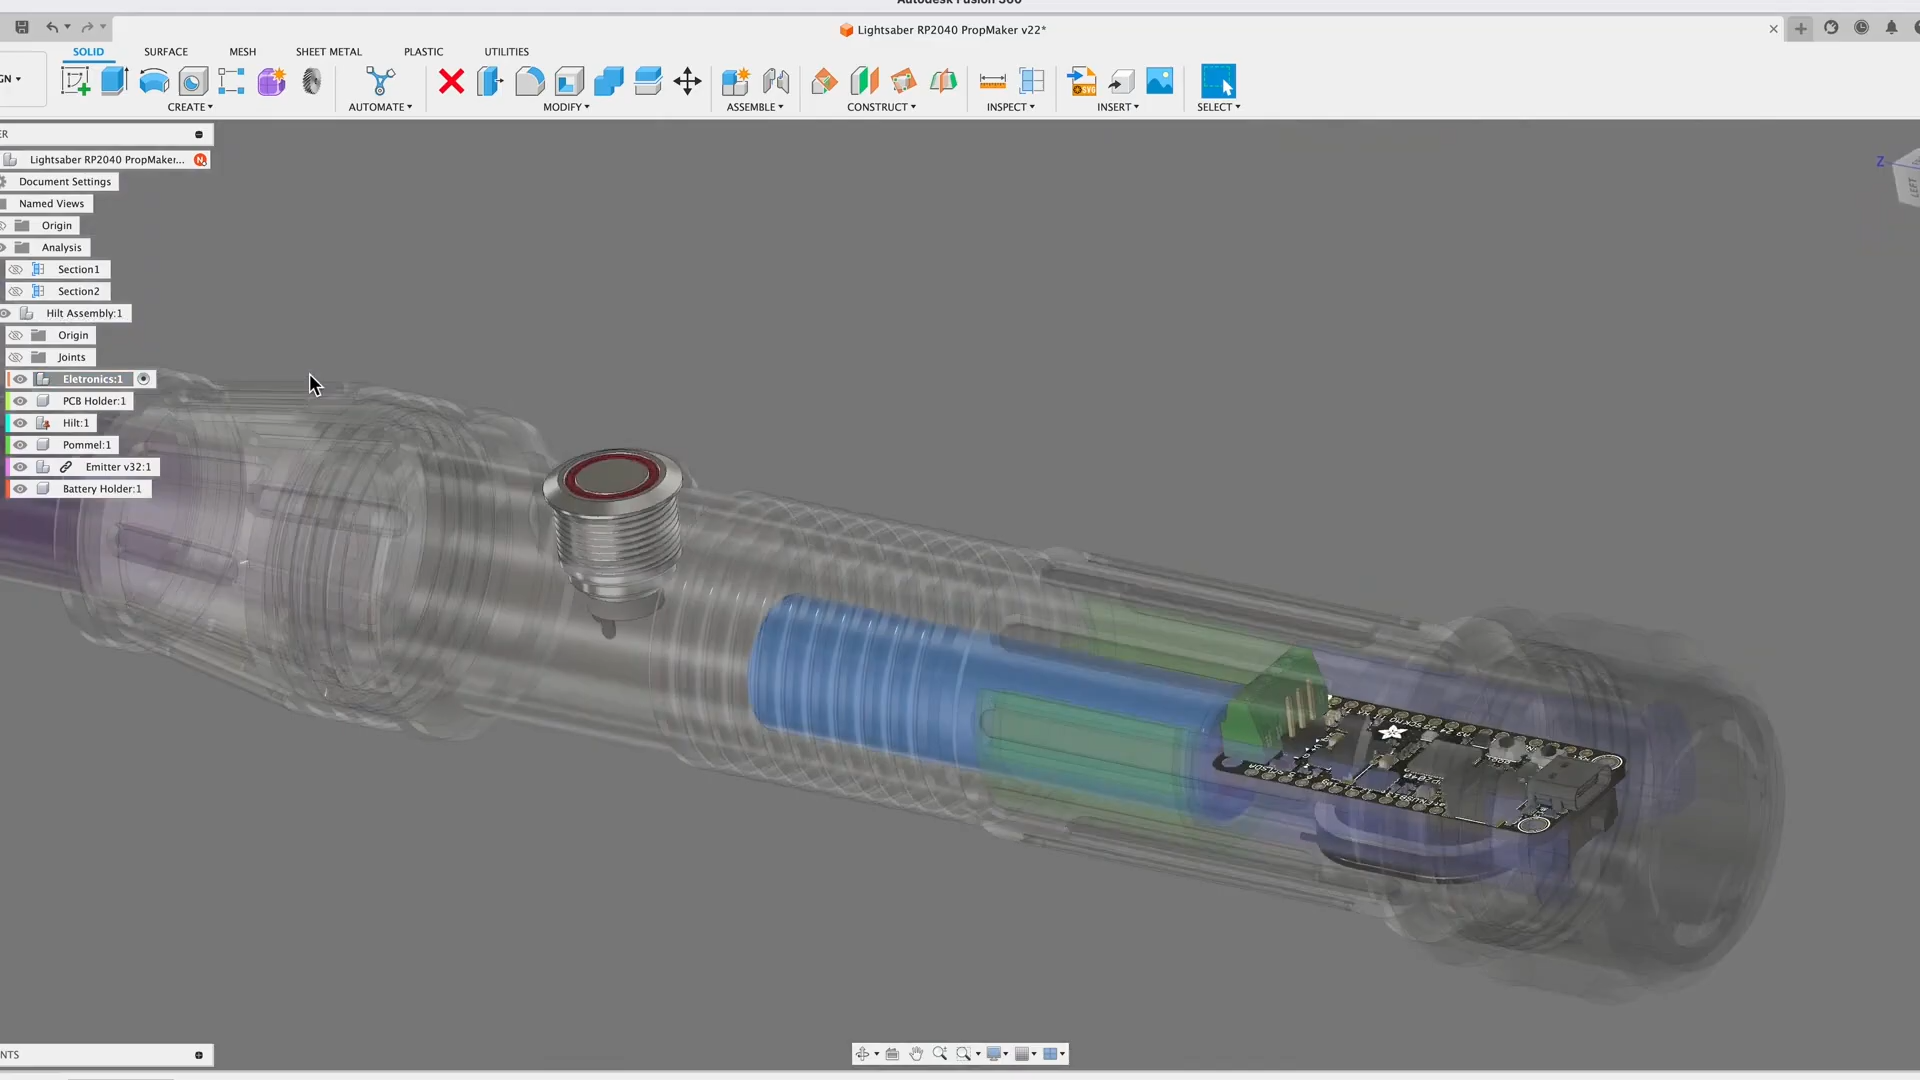 Autodesk Fusion 360
Lightsaber RP2040 PropMaker v22*
SOLID
SURFACE
MESH
SHEET METAL
PLASTIC
UTILITIES
GN
CREATE
AUTOMATE
MODIFY
ASSEMBLE
CONSTRUCT
INSPECT
INSERT
SELECT
ER
Lightsaber RP2040 PropMaker...
Document Settings
Named Views
Origin
Analysis
Section1
Section2
Hilt Assembly:1
Origin
Joints
Eletronics:1
PCB Holder:1
Hilt:1
Pommel:1
Emitter v32:1
Battery Holder:1
Z
LEFT
NTS